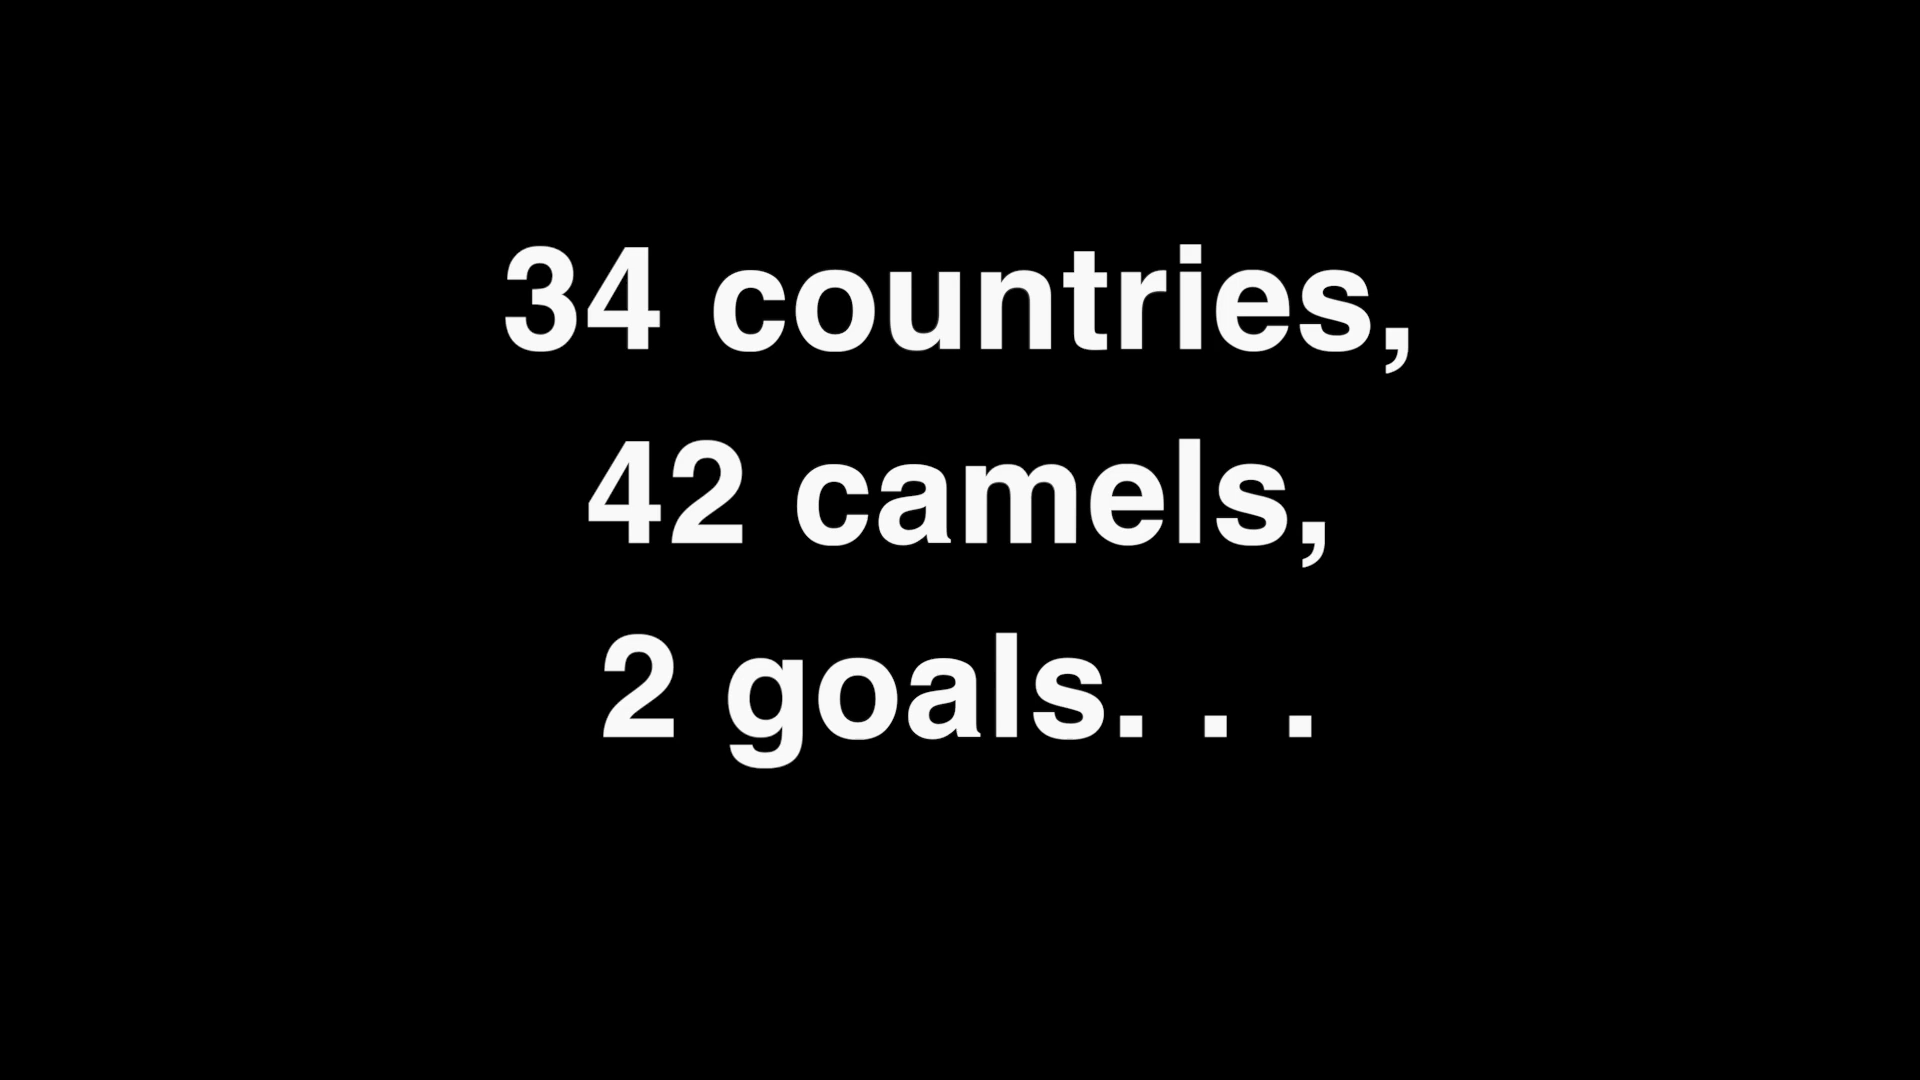 34 countries,
42 camels,
2 goals. . .